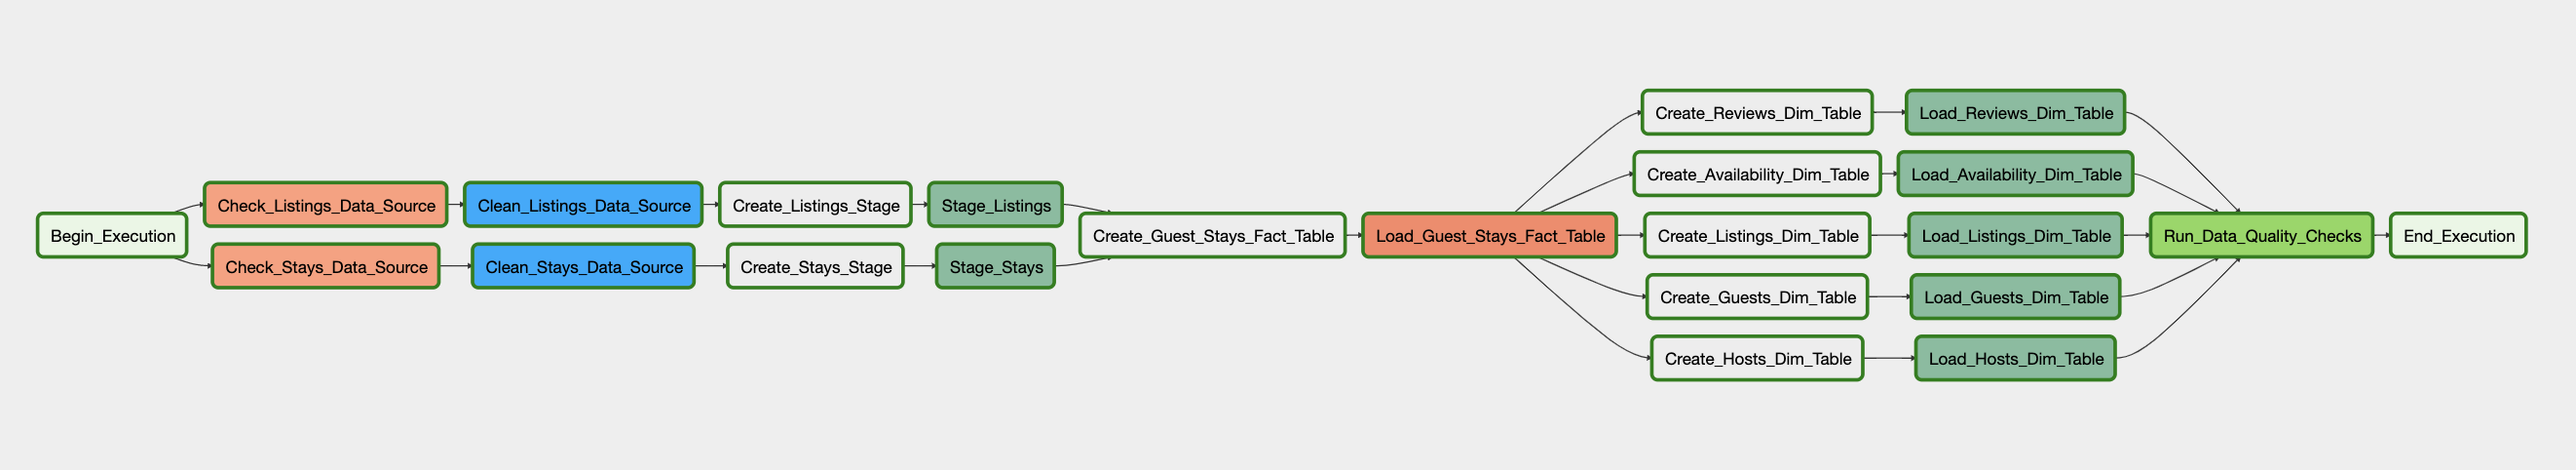 Begin_Execution
Check_Listings_Data_Source
Clean_Listings_Data_Source
Create_Listings_Stage
Stage_Listings
Check_Stays_Data_Source
Clean_Stays_Data_Source
Create_Stays_Stage
Stage_Stays
Create_Guest_Stays_Fact_Table
Load_Guest_Stays_Fact_Table
Create_Reviews_Dim_Table
Load_Reviews_Dim_Table
Create_Availability_Dim_Table
Load_Availability_Dim_Table
Create_Listings_Dim_Table
Load_Listings_Dim_Table
Create_Guests_Dim_Table
Load_Guests_Dim_Table
Create_Hosts_Dim_Table
Load_Hosts_Dim_Table
Run_Data_Quality_Checks
End_Execution